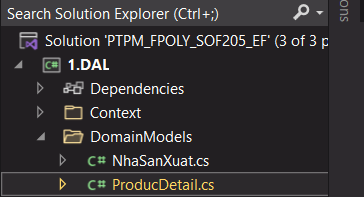 Search Solution Explorer (Ctrl+;)
Solution 'PTPM_FPOLY_SOF205_EF' (3 of 3 p
1.DAL
Dependencies
Context
DomainModels
C# NhaSanXuat.cs
C# ProducDetail.cs
ons